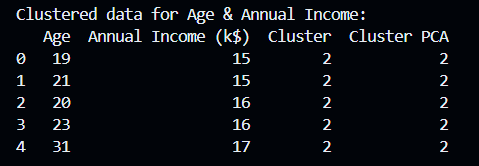 Clustered data for Age & Annual Income:
   Age  Annual Income (k$)  Cluster  Cluster PCA
0   19                  15        2            2
1   21                  15        2            2
2   20                  16        2            2
3   23                  16        2            2
4   31                  17        2            2